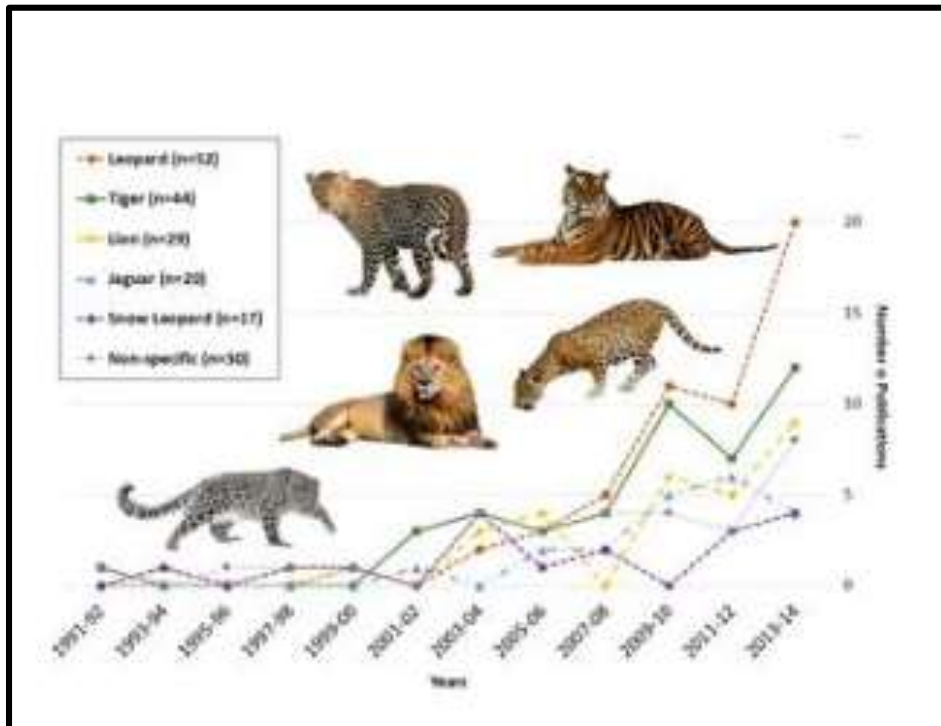 Leopard (n=52)
Tiger (n=44)
Lion (n=29)
Jaguar (n=20)
Snow Leopard (n=17)
Non-specific (n=30)
20
15
10
5
0
Number o Publications
1991-92
1993-94
1995-96
1997-98
1999-00
2001-02
2003-04
2005-06
2007-08
2009-10
2011-12
2013-14
Years